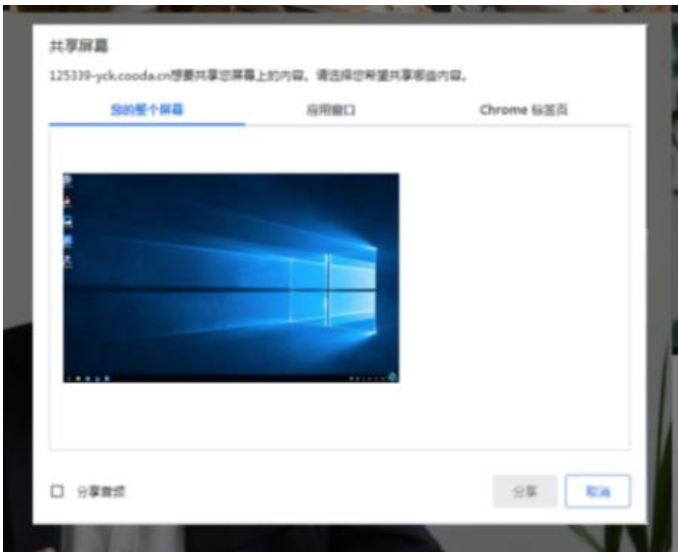 共享屏幕
125339-yck.cooda.cn想要共享您屏幕上的内容。请选择您希望共享哪些内容。
您的整个屏幕
应用窗口
Chrome 标签页
分享音频
分享
取消